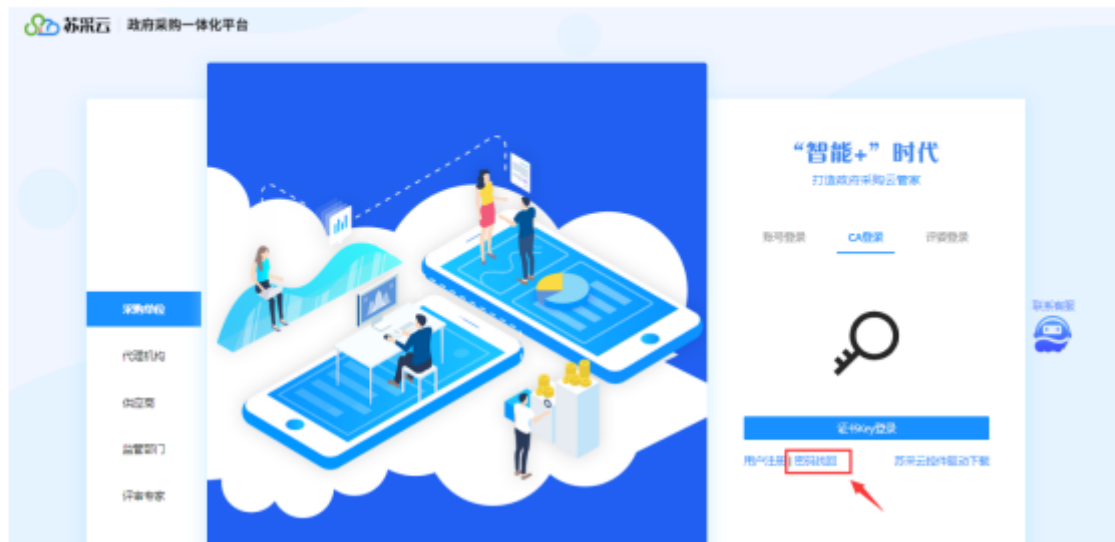 苏采云 政府采购一体化平台
“智能+”时代
打造政府采购云管家
账号登录 CA登录 评委登录
采购单位
代理机构
供应商
监管部门
评审专家
证书Key登录
用户注册 | 密码找回 苏采云控件驱动下载
联系客服